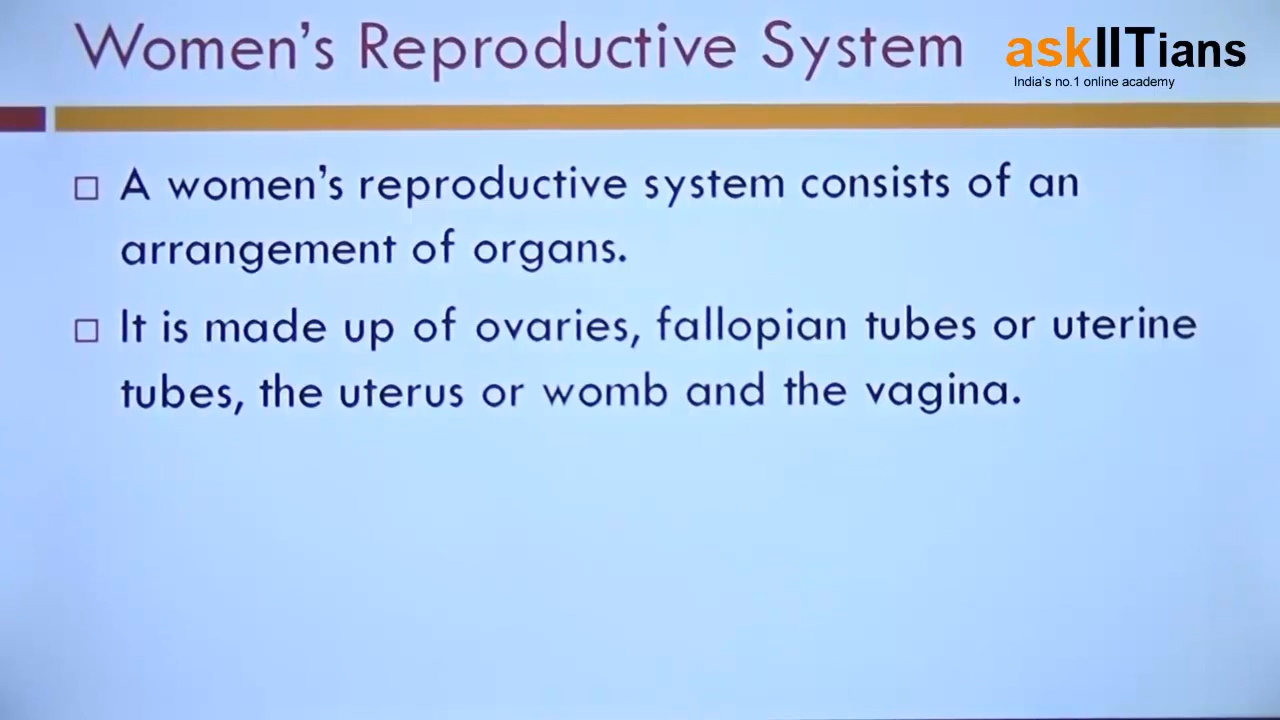 Women's Reproductive System
askIITians
India's no.1 online academy
A women's reproductive system consists of an
arrangement of organs.
It is made up of ovaries, fallopian tubes or uterine
tubes, the uterus or womb and the vagina.